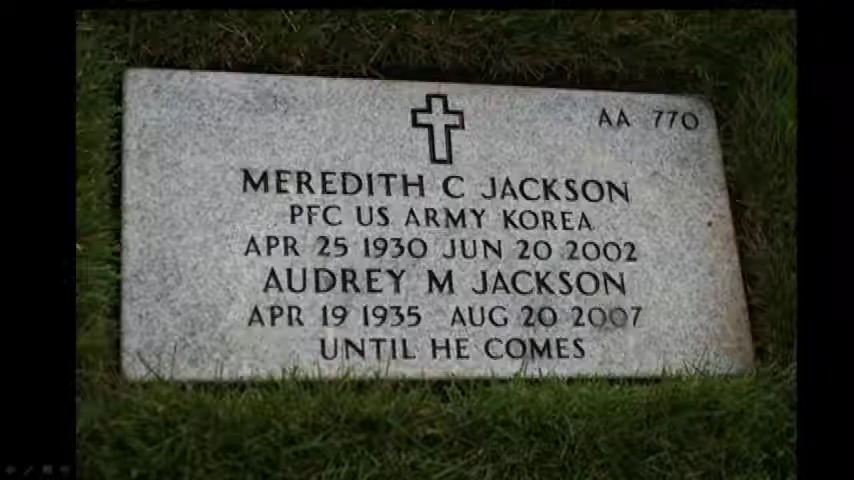 AA 770
MEREDITH C JACKSON
PFC US ARMY KOREA
APR 25 1930 JUN 20 2002
AUDREY M JACKSON
APR 19 1935 AUG 20 2007
UNTIL HE COMES